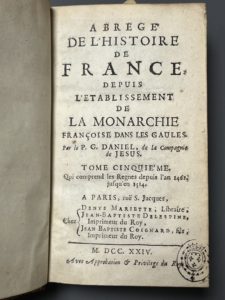 ABREGÉ
DE L'HISTOIRE
DE
FRANCE,
DEPUIS
L'ETABLISSEMENT
DE
LA MONARCHIE
FRANÇOISE DANS LES GAULES.
Par le P. G. DANIEL, de la Compagnie
de JESUS.
TOME CINQUIE'ME,
Qui comprend les Regnes depuis l'an 1461.
jusqu'en 1514.
A PARIS, ruë S. Jacques,
Chez
DENYS MARIETTE, Libraire,
JEAN-BAPTISTE DELESPINE,
Imprimeur du Roy,
JEAN BAPTISTE COIGNARD, fils,
Imprimeur du Roy.
M. DCC. XXIV.
Avec Approbation & Privilege du